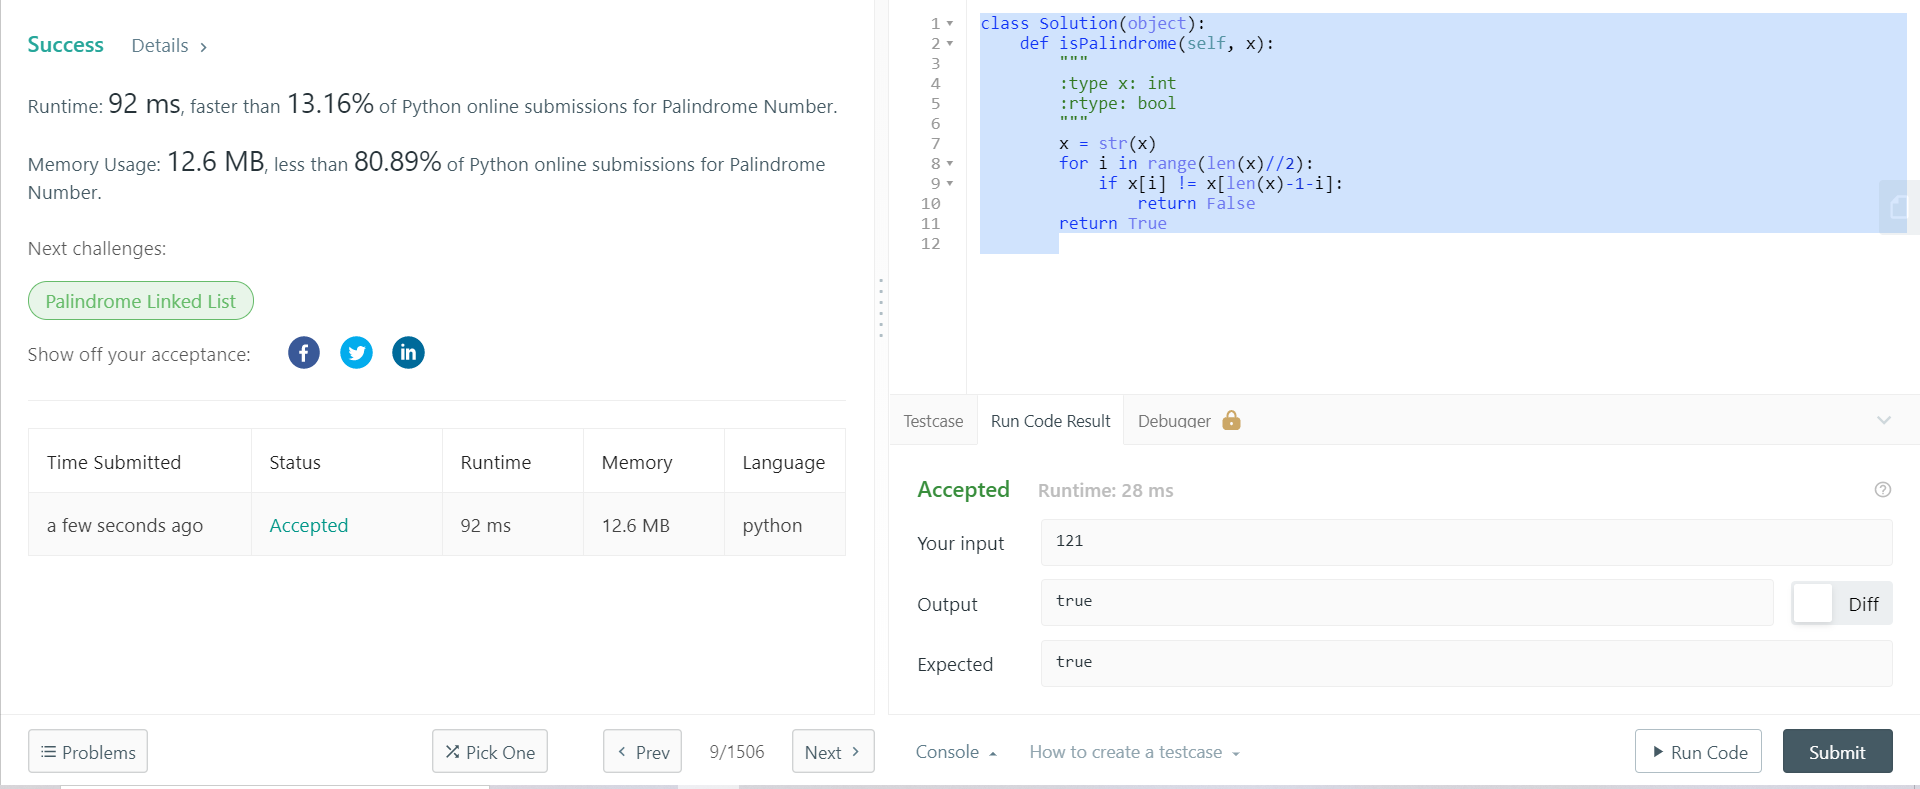 Success Details >
Runtime: 92 ms, faster than 13.16% of Python online submissions for Palindrome Number.
Memory Usage: 12.6 MB, less than 80.89% of Python online submissions for Palindrome
Number.
Next challenges:
Palindrome Linked List
Show off your acceptance:
Time Submitted Status Runtime Memory Language
a few seconds ago Accepted 92 ms 12.6 MB python
Problems Pick One < Prev 9/1506 Next >
1 class Solution(object):
2     def isPalindrome(self, x):
3         """
4         :type x: int
5         :rtype: bool
6         """
7         x = str(x)
8         for i in range(len(x)//2):
9             if x[i] != x[len(x)-1-i]:
10                 return False
11         return True
12
Testcase Run Code Result Debugger
Accepted Runtime: 28 ms
Your input 121
Output true Diff
Expected true
Console How to create a testcase Run Code Submit